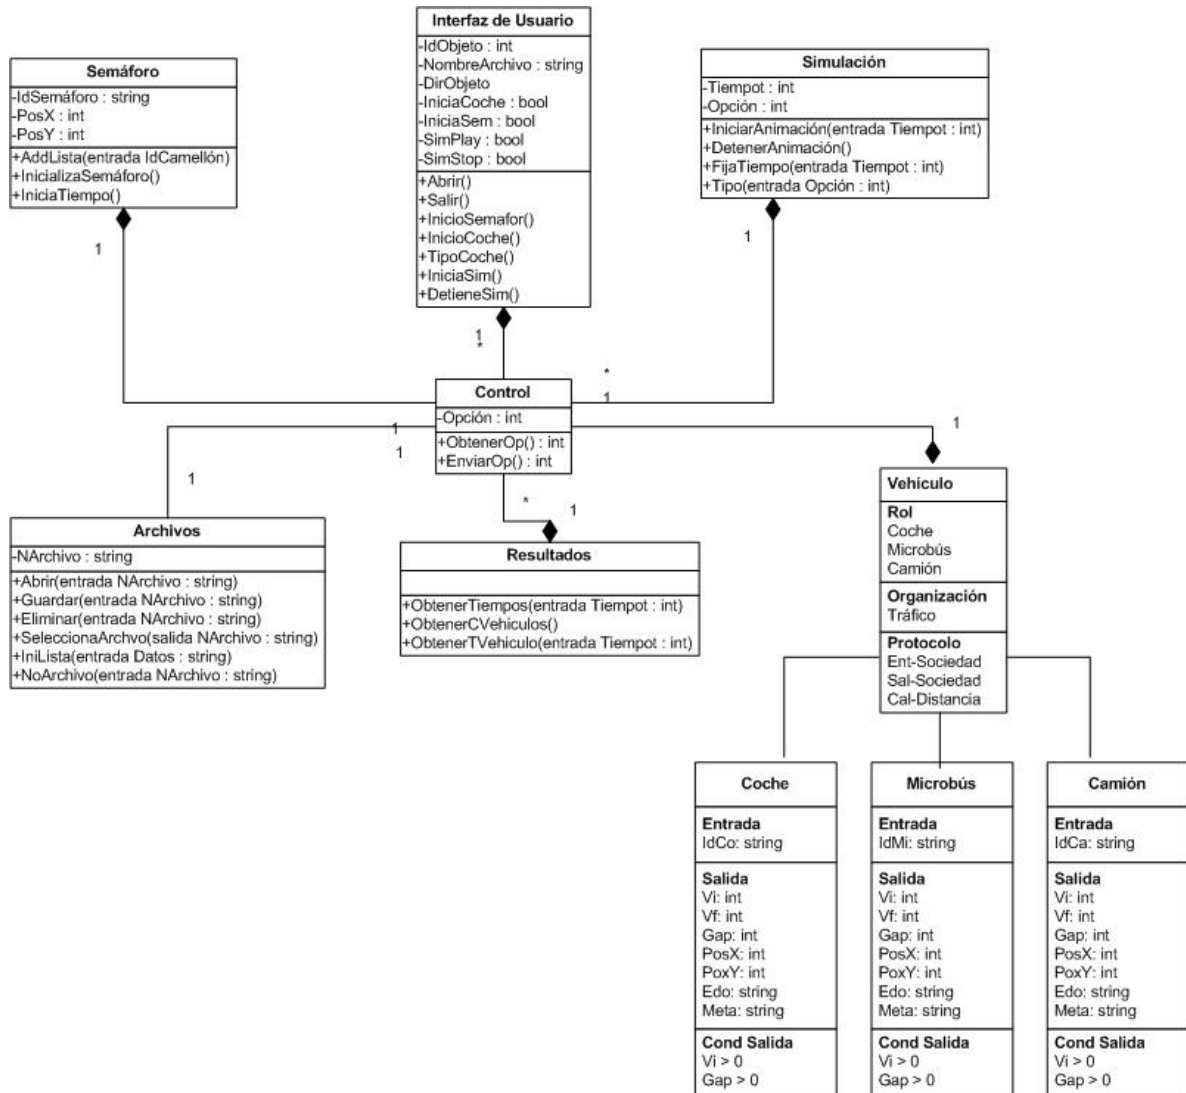 Interfaz de Usuario
-IdObjeto : int
-NombreArchivo : string
-DirObjeto
-IniciaCoche : bool
-IniciaSem : bool
-SimPlay : bool
-SimStop : bool
+Abrir()
+Salir()
+InicioSemafor()
+InicioCoche()
+TipoCoche()
+IniciaSim()
+DetieneSim()
Semáforo
-IdSemáforo : string
-PosX : int
-PosY : int
+AddLista(entrada IdCamellón)
+InicializaSemáforo()
+IniciaTiempo()
Simulación
-Tiempot : int
-Opción : int
+IniciarAnimación(entrada Tiempot : int)
+DetenerAnimación()
+FijaTiempo(entrada Tiempot : int)
+Tipo(entrada Opción : int)
1
1
1
*
*
1
Control
-Opción : int
+ObtenerOp() : int
+EnviarOp() : int
1
1
1
1
*
1
Archivos
-NArchivo : string
+Abrir(entrada NArchivo : string)
+Guardar(entrada NArchivo : string)
+Eliminar(entrada NArchivo : string)
+SeleccionaArchvo(salida NArchivo : string)
+IniLista(entrada Datos : string)
+NoArchivo(entrada NArchivo : string)
Resultados
+ObtenerTiempos(entrada Tiempot : int)
+ObtenerCVehiculos()
+ObtenerTVehiculo(entrada Tiempot : int)
Vehículo
Rol
Coche
Microbús
Camión
Organización
Tráfico
Protocolo
Ent-Sociedad
Sal-Sociedad
Cal-Distancia
Coche
Entrada
IdCo: string
Salida
Vi: int
Vf: int
Gap: int
PosX: int
PoxY: int
Edo: string
Meta: string
Cond Salida
Vi > 0
Gap > 0
Microbús
Entrada
IdMi: string
Salida
Vi: int
Vf: int
Gap: int
PosX: int
PoxY: int
Edo: string
Meta: string
Cond Salida
Vi > 0
Gap > 0
Camión
Entrada
IdCa: string
Salida
Vi: int
Vf: int
Gap: int
PosX: int
PoxY: int
Edo: string
Meta: string
Cond Salida
Vi > 0
Gap > 0